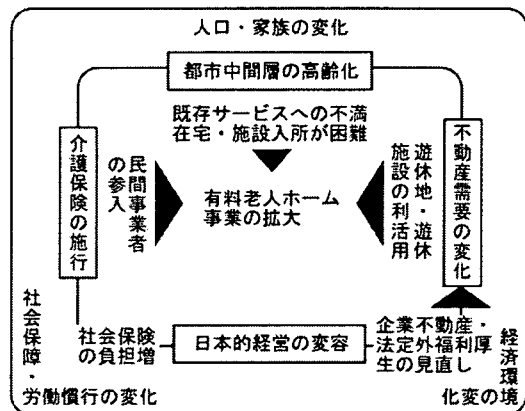 人口・家族の変化
都市中間層の高齢化
既存サービスへの不満
在宅・施設入所が困難
介護保険の施行
民間事業者
の参入
有料老人ホーム
事業の拡大
遊休地・遊休
施設の利活用
不動産需要の変化
社会保険
の負担増
日本的経営の変容
企業不動産・
法定外福利厚
生の見直し
社会保障・
労働慣行の変化
経済環境の変化